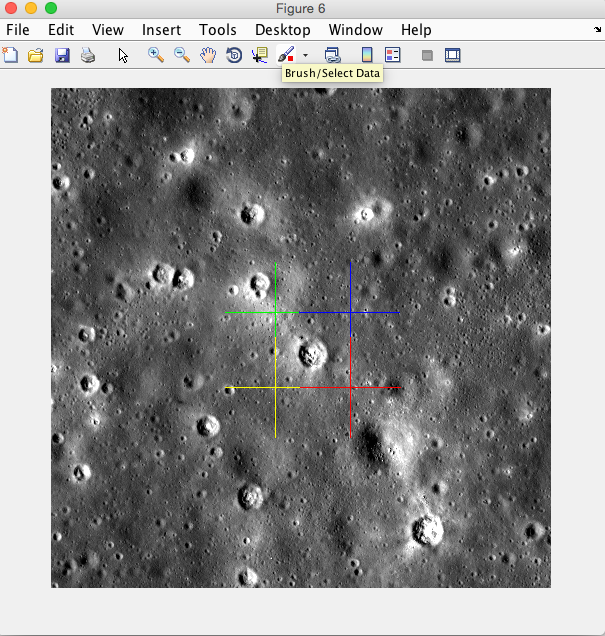 Figure 6
File Edit View Insert Tools Desktop Window Help
Brush/Select Data